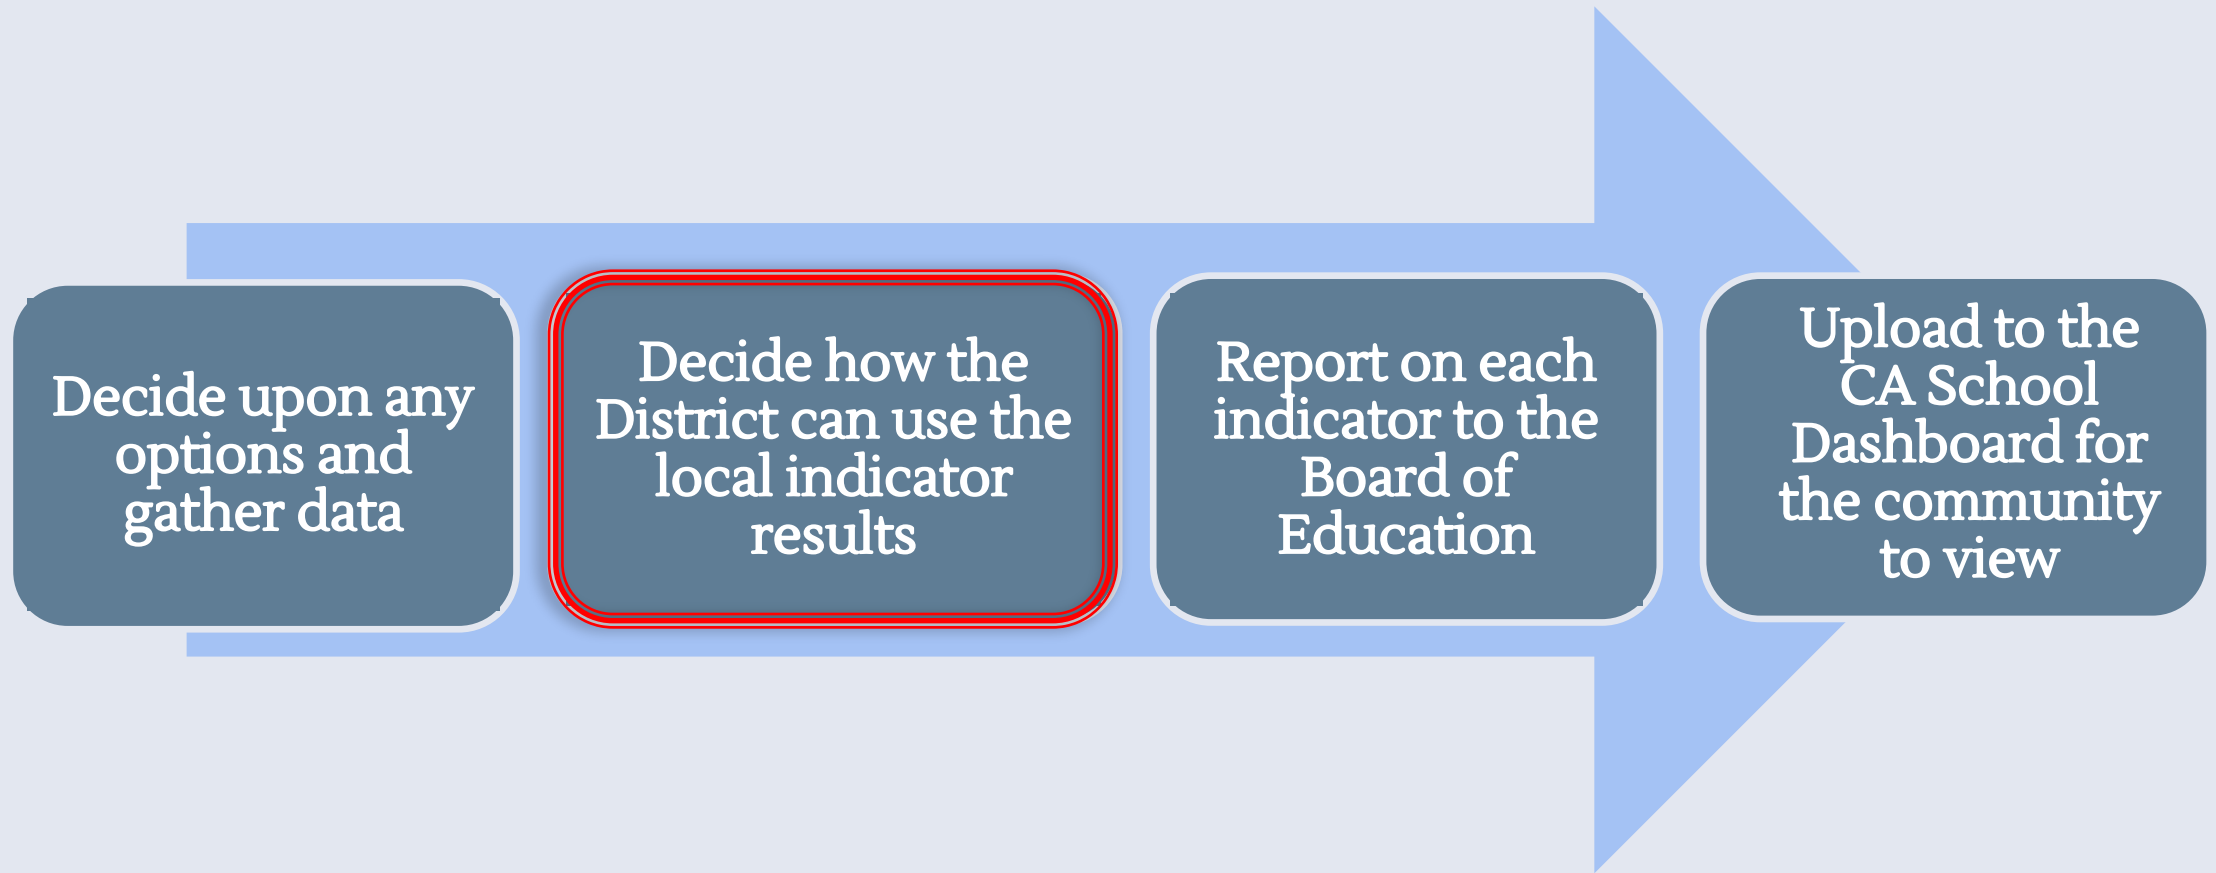 Decide upon any
options and
gather data
Decide how the
District can use the
local indicator
results
Report on each
indicator to the
Board of
Education
Upload to the
CA School
Dashboard for
the community
to view